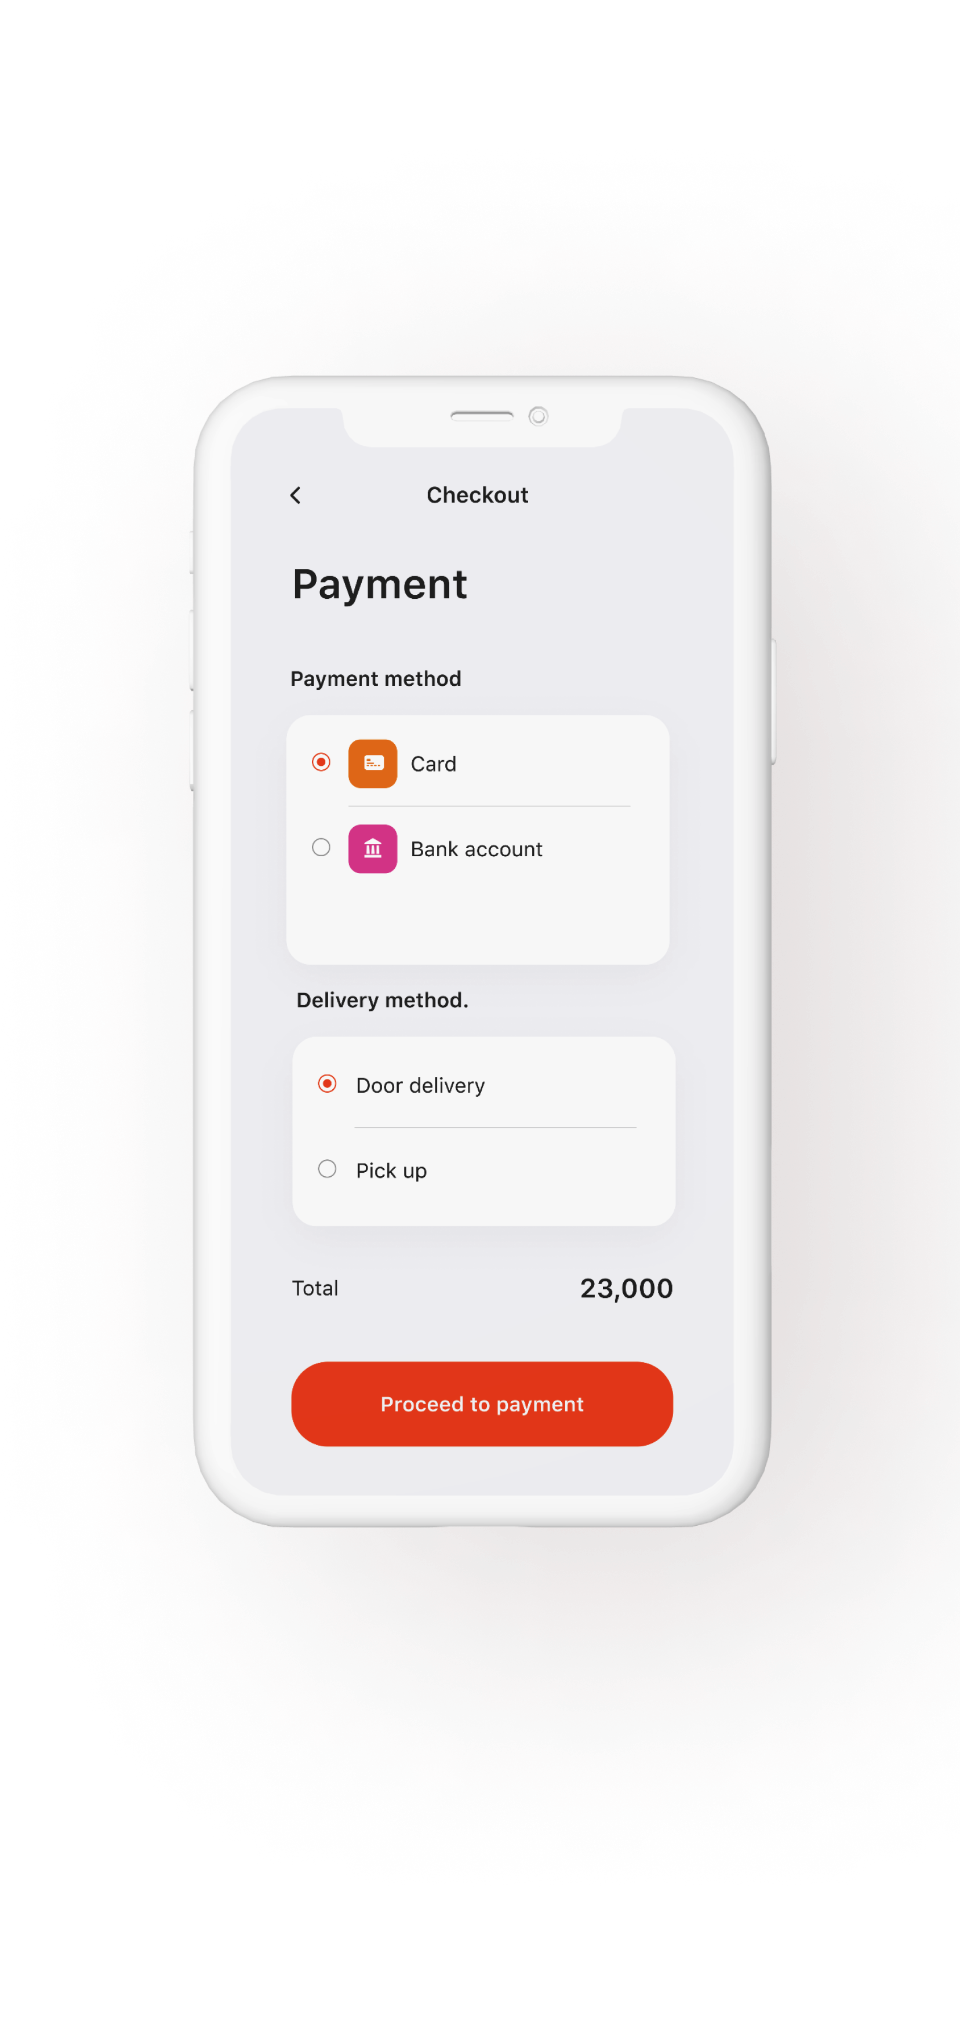 Checkout
Payment
Payment method
Card
Bank account
Delivery method.
Door delivery
Pick up
Total 23,000
Proceed to payment